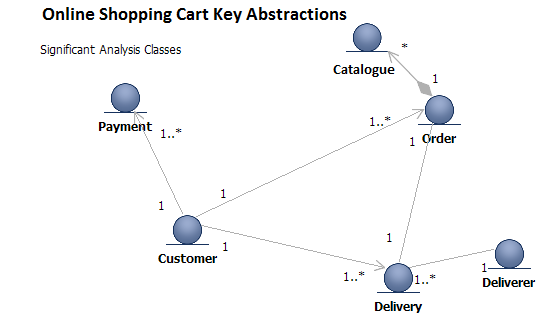 Online Shopping Cart Key Abstractions
Significant Analysis Classes
*
Catalogue
1
Payment
1..*
1..*
1
Order
1
1
Customer
1
1
1..*
1..*
1
Deliverer
Delivery